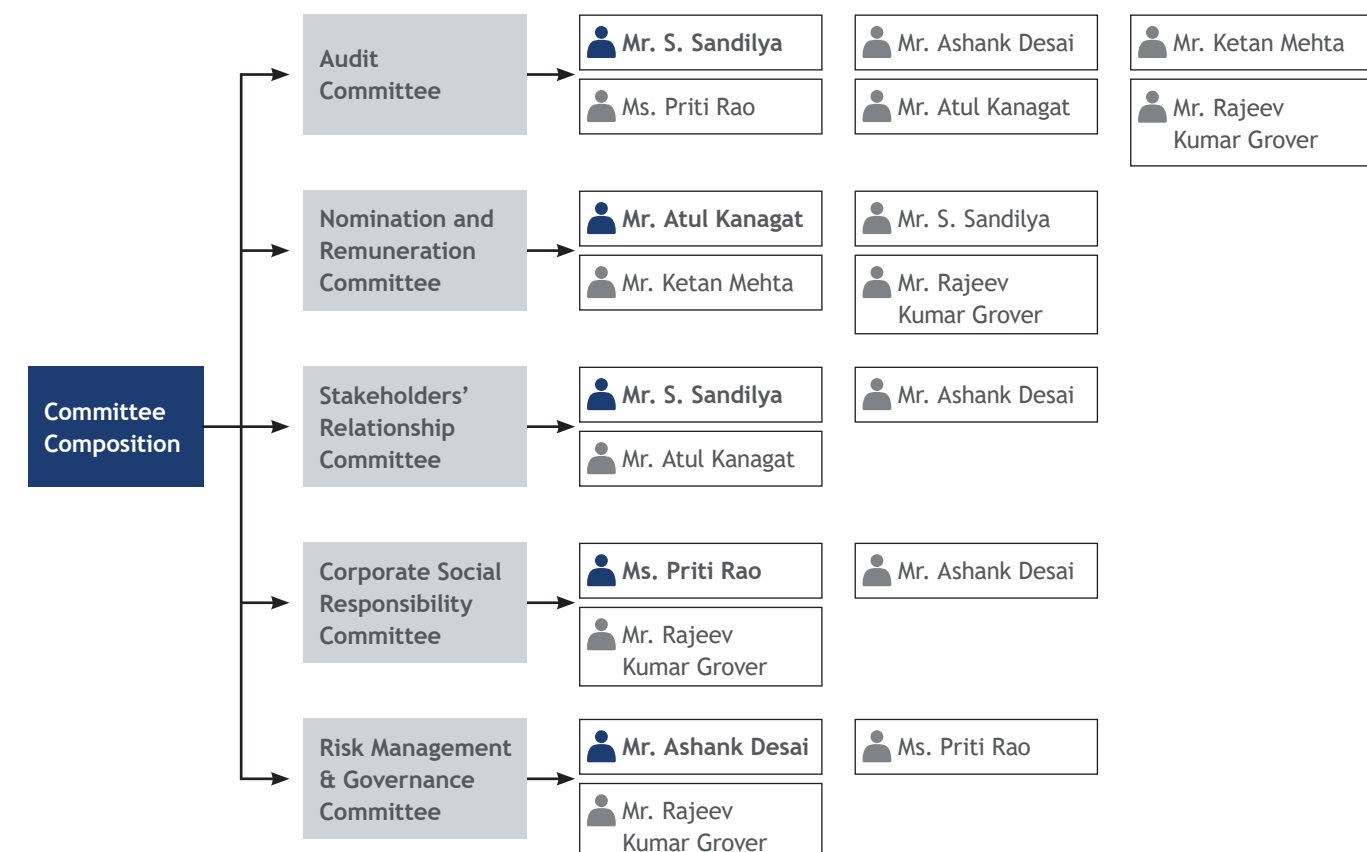 Committee
Composition
Audit
Committee
Mr. S. Sandilya
Mr. Ashank Desai
Mr. Ketan Mehta
Ms. Priti Rao
Mr. Atul Kanagat
Mr. Rajeev
Kumar Grover
Nomination and
Remuneration
Committee
Mr. Atul Kanagat
Mr. S. Sandilya
Mr. Ketan Mehta
Mr. Rajeev
Kumar Grover
Stakeholders’
Relationship
Committee
Mr. S. Sandilya
Mr. Ashank Desai
Mr. Atul Kanagat
Corporate Social
Responsibility
Committee
Ms. Priti Rao
Mr. Ashank Desai
Mr. Rajeev
Kumar Grover
Risk Management
& Governance
Committee
Mr. Ashank Desai
Ms. Priti Rao
Mr. Rajeev
Kumar Grover